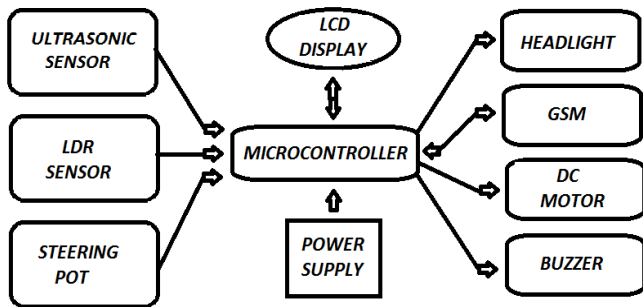 ULTRASONIC
SENSOR
LCD
DISPLAY
HEADLIGHT
GSM
LDR
SENSOR
MICROCONTROLLER
DC
MOTOR
STEERING
POT
POWER
SUPPLY
BUZZER